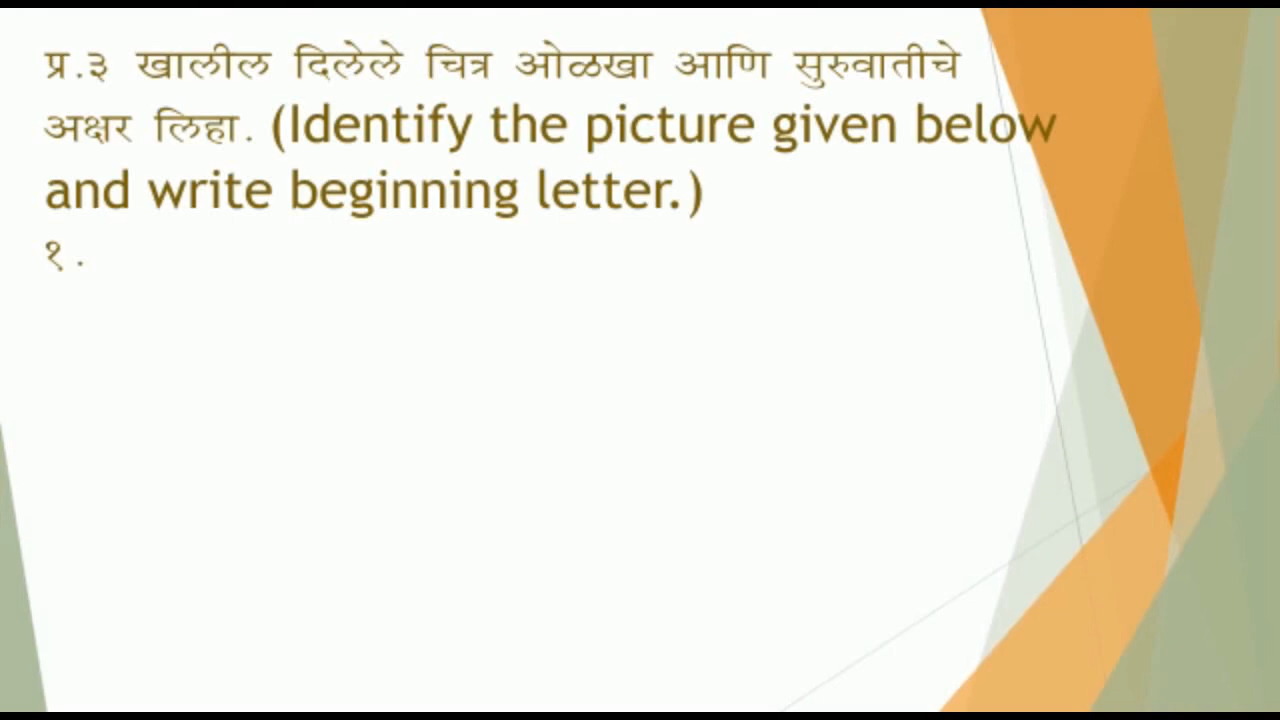 प्र.३ खालील दिलेले चित्र ओळखा आणि सुरुवातीचे
अक्षर लिहा. (Identify the picture given below
and write beginning letter.)
१.